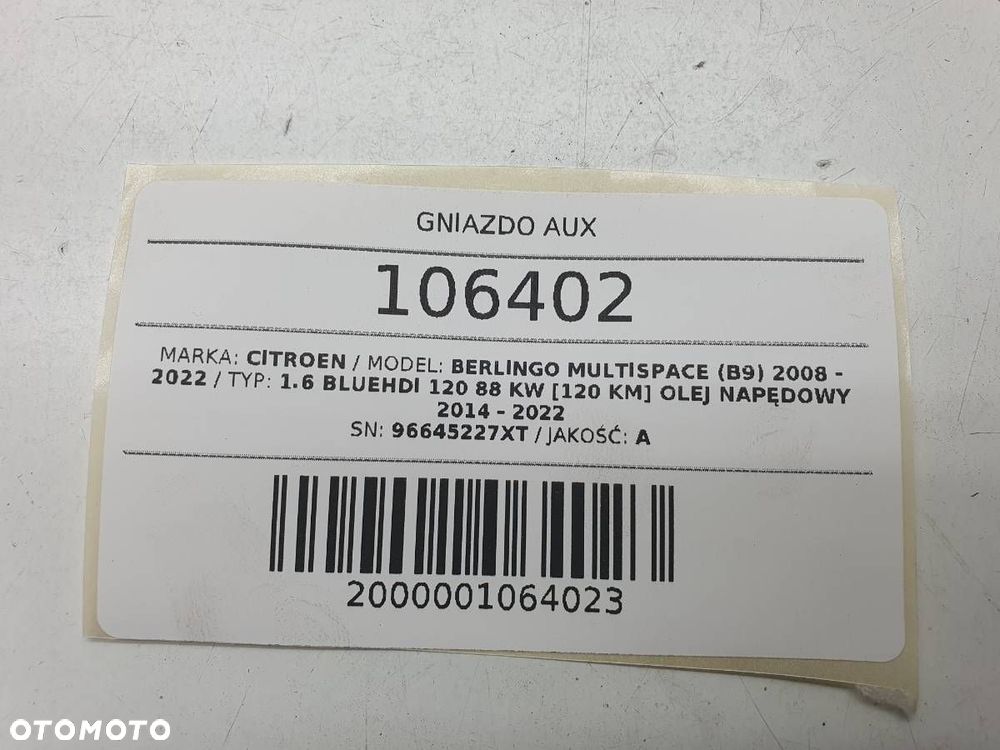 GNIAZDO AUX
106402
MARKA: CITROEN / MODEL: BERLINGO MULTISPACE (B9) 2008 -
2022 / TYP: 1.6 BLUEHDI 120 88 KW [120 KM] OLEJ NAPĘDOWY
2014 - 2022
SN: 96645227XT / JAKOŚĆ: A
2000001064023
OTOMOTO